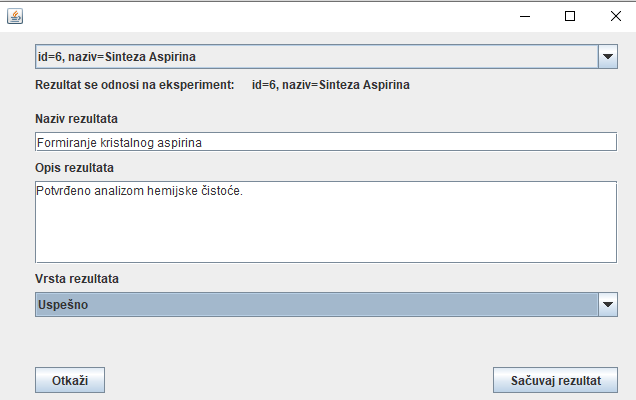 id=6, naziv=Sinteza Aspirina
Rezultat se odnosi na eksperiment: id=6, naziv=Sinteza Aspirina
Naziv rezultata
Formiranje kristalnog aspirina
Opis rezultata
Potvrđeno analizom hemijske čistoće.
Vrsta rezultata
Uspešno
Otkaži Sačuvaj rezultat